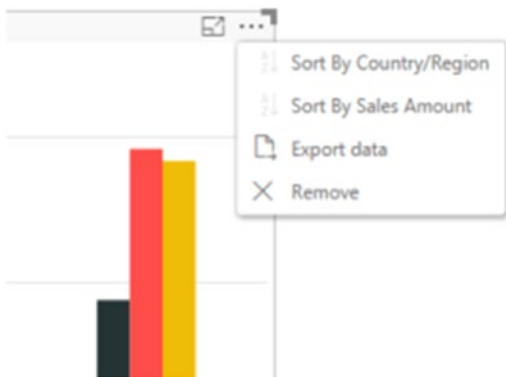 Sort By Country/Region
Sort By Sales Amount
Export data
Remove